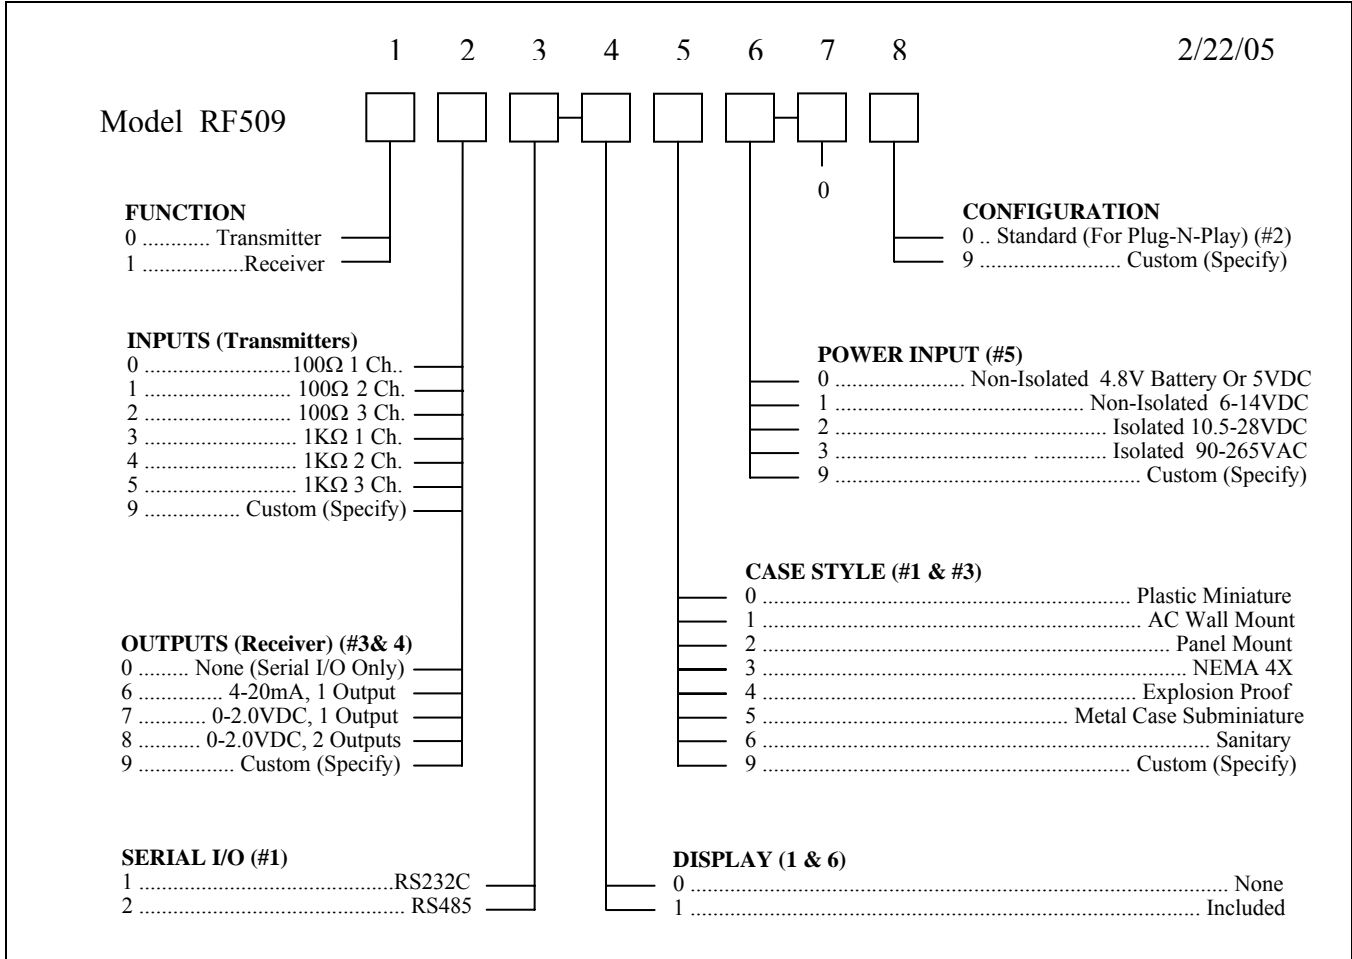 1 2 3 4 5 6 7 8 2/22/05
Model RF509
0
FUNCTION
0 ............ Transmitter
1 ..................Receiver
CONFIGURATION
0 .. Standard (For Plug-N-Play) (#2)
9 ........................ Custom (Specify)
INPUTS (Transmitters)
0 ..........................100Ω 1 Ch..
1 .......................... 100Ω 2 Ch.
2 .......................... 100Ω 3 Ch.
3 .......................... 1KΩ 1 Ch.
4 .......................... 1KΩ 2 Ch.
5 .......................... 1KΩ 3 Ch.
9 ................. Custom (Specify)
POWER INPUT (#5)
0 ...................... Non-Isolated 4.8V Battery Or 5VDC
1 .......................................... Non-Isolated 6-14VDC
2 .............................................. Isolated 10.5-28VDC
3 ................................. ............ Isolated 90-265VAC
9 .................................................... Custom (Specify)
CASE STYLE (#1 & #3)
0 .............................................................. Plastic Miniature
1 ................................................................ AC Wall Mount
2 ..................................................................... Panel Mount
3 ........................................................................ NEMA 4X
4 ............................................................... Explosion Proof
5 .................................................... Metal Case Subminiature
6 ............................................................................ Sanitary
9 .............................................................. Custom (Specify)
OUTPUTS (Receiver) (#3& 4)
0 ......... None (Serial I/O Only)
6 ............... 4-20mA, 1 Output
7 ............. 0-2.0VDC, 1 Output
8 ........... 0-2.0VDC, 2 Outputs
9 ................. Custom (Specify)
SERIAL I/O (#1)
1 .............................................RS232C
2 ............................................... RS485
DISPLAY (1 & 6)
0 ............................................................................................ None
1 ....................................................................................... Included